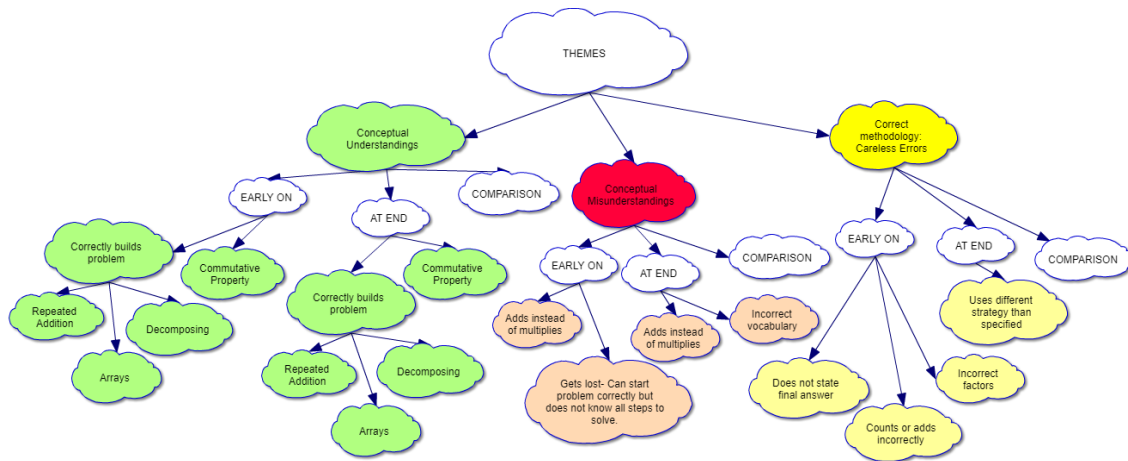 THEMES
Conceptual
Understandings
Correct
methodology:
Careless Errors
EARLY ON
COMPARISON
Conceptual
Misunderstandings
AT END
Correctly builds
problem
Commutative
Property
EARLY ON
AT END
COMPARISON
EARLY ON
AT END
COMPARISON
Repeated
Addition
Decomposing
Arrays
Correctly builds
problem
Commutative
Property
Adds instead
of multiplies
Adds instead
of multiplies
Incorrect
vocabulary
Uses different
strategy than
specified
Repeated
Addition
Decomposing
Arrays
Gets lost- Can start
problem correctly but
does not know all steps to
solve.
Does not state
final answer
Incorrect
factors
Counts or adds
incorrectly